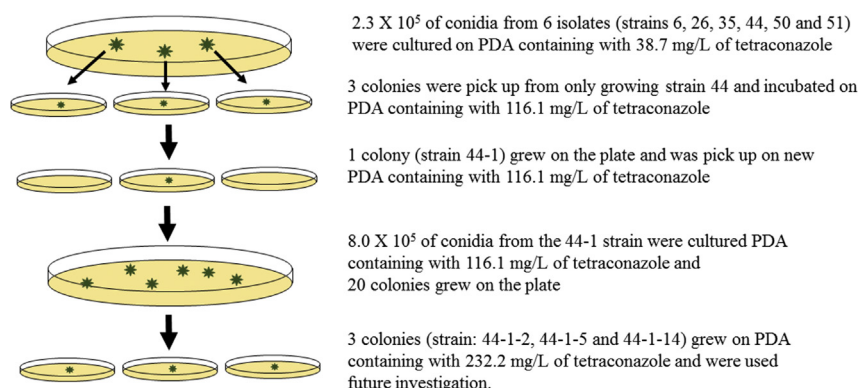 2.3 X 10⁵ of conidia from 6 isolates (strains 6, 26, 35, 44, 50 and 51)
were cultured on PDA containing with 38.7 mg/L of tetraconazole
3 colonies were pick up from only growing strain 44 and incubated on
PDA containing with 116.1 mg/L of tetraconazole
1 colony (strain 44-1) grew on the plate and was pick up on new
PDA containing with 116.1 mg/L of tetraconazole
8.0 X 10⁵ of conidia from the 44-1 strain were cultured PDA
containing with 116.1 mg/L of tetraconazole and
20 colonies grew on the plate
3 colonies (strain: 44-1-2, 44-1-5 and 44-1-14) grew on PDA
containing with 232.2 mg/L of tetraconazole and were used
future investigation.